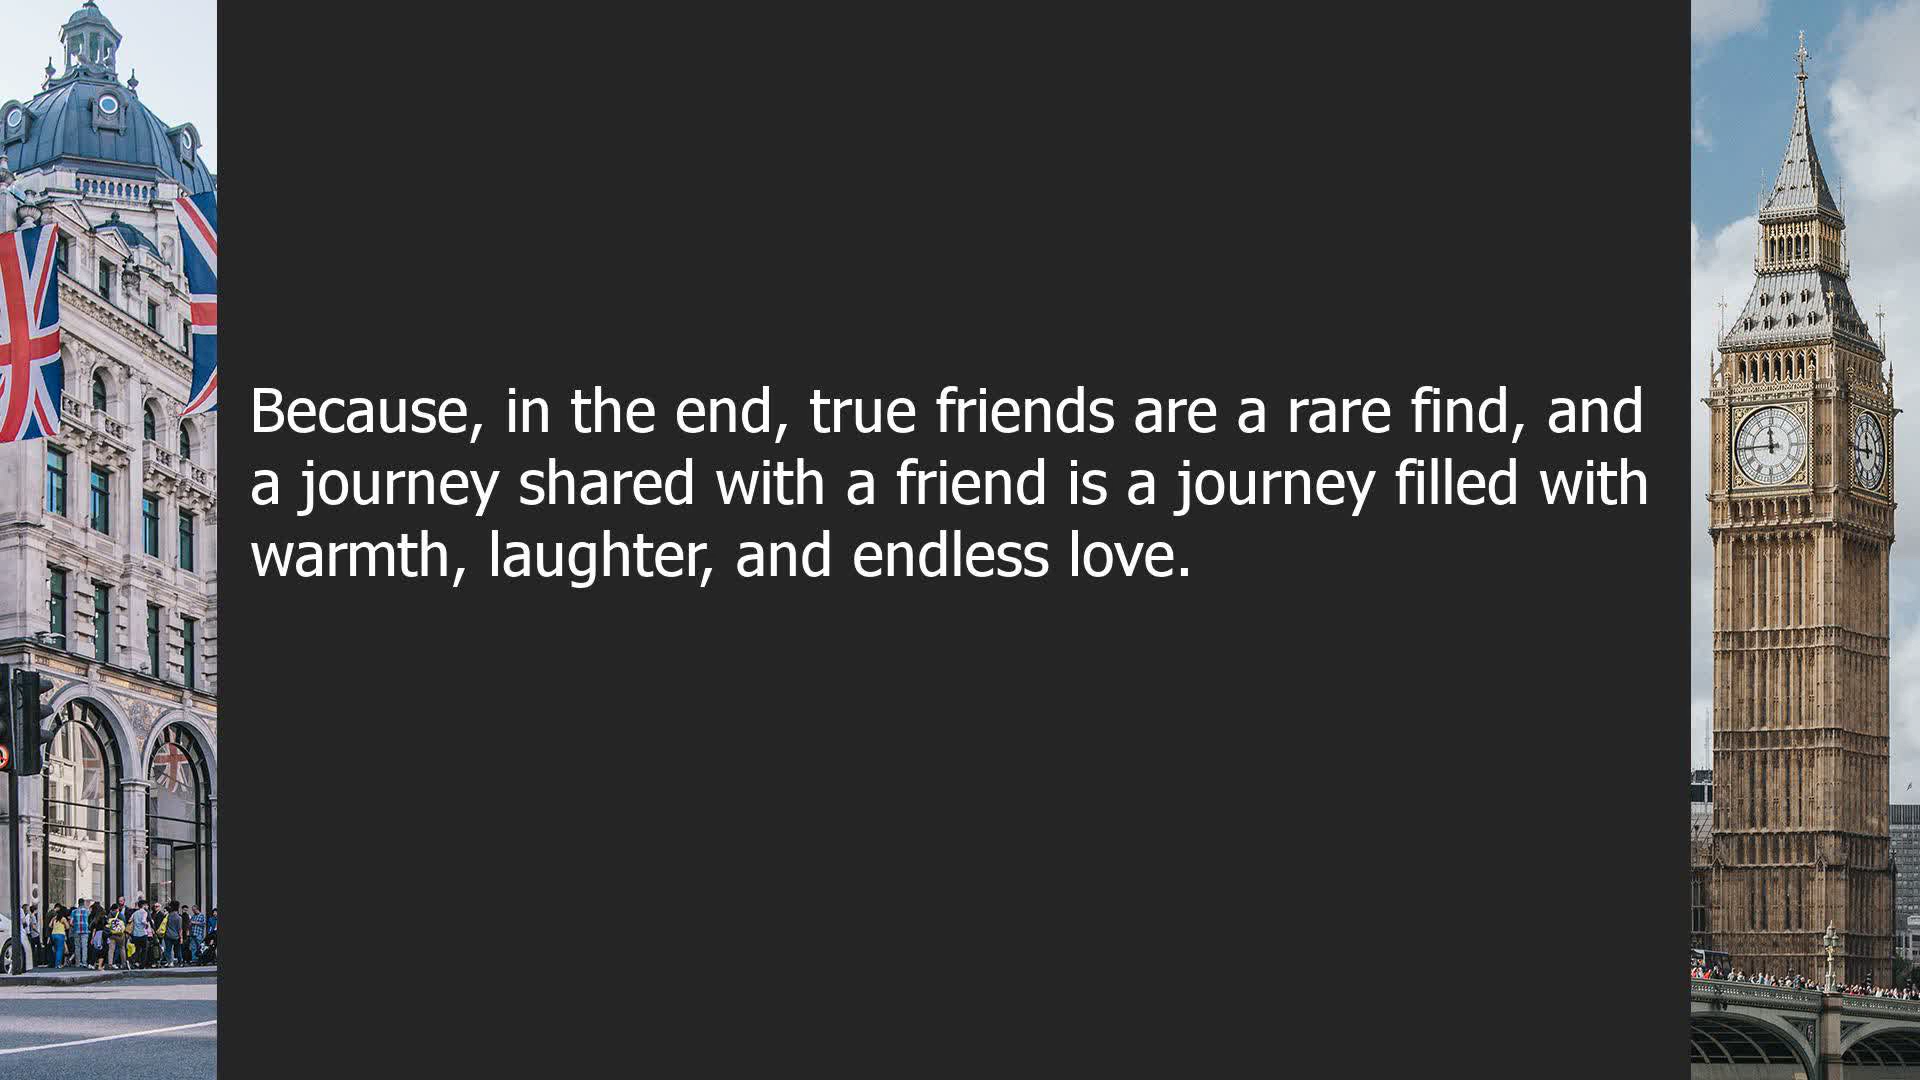 Because, in the end, true friends are a rare find, and
a journey shared with a friend is a journey filled with
warmth, laughter, and endless love.